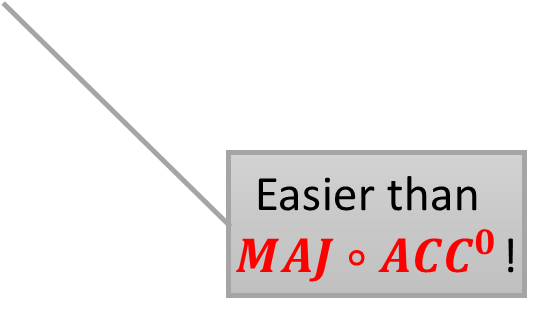 Easier than
MAJ ∘ ACC⁰ !